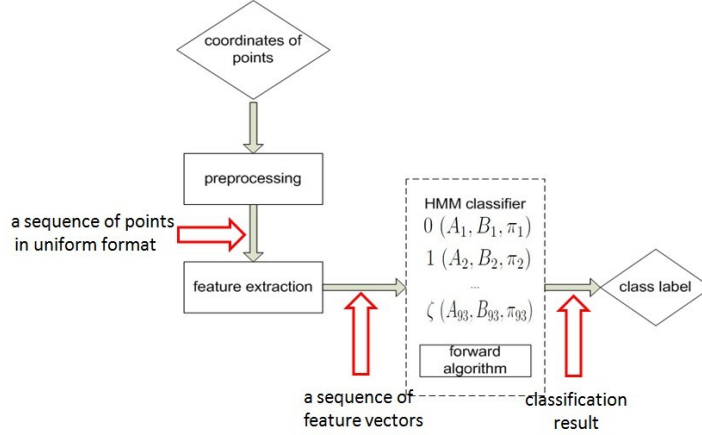 coordinates of
points
preprocessing
a sequence of points
in uniform format
feature extraction
HMM classifier
0 (A₁, B₁, π₁)
1 (A₂, B₂, π₂)
...
ζ (A₉₃, B₉₃, π₉₃)
forward
algorithm
class label
a sequence of
feature vectors
classification
result